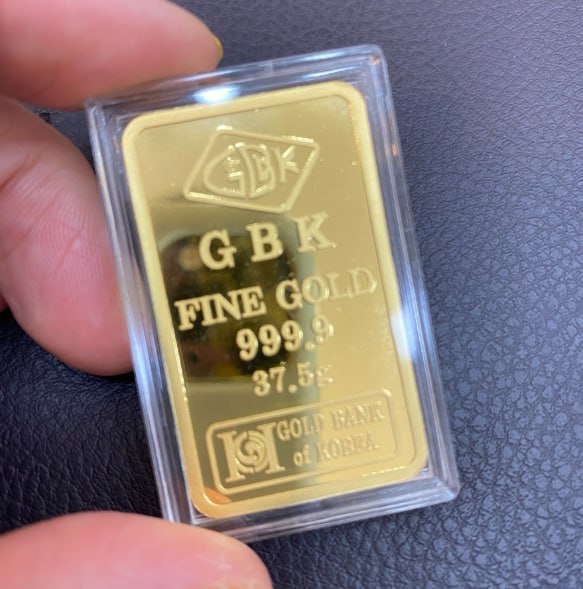 GBK
GBK
FINE GOLD
999.9
37.5g
GOLD BANK
of KOREA